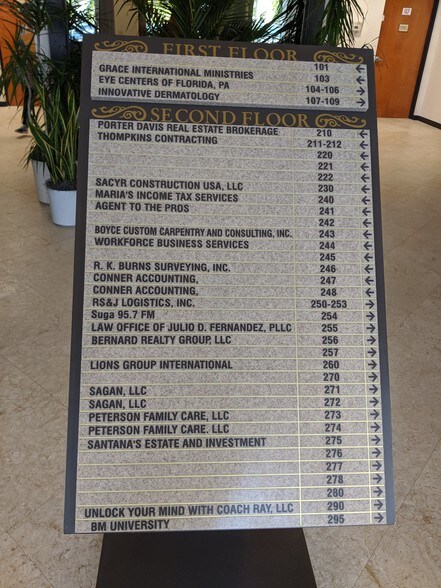 FIRST FLOOR
GRACE INTERNATIONAL MINISTRIES 101 ←
EYE CENTERS OF FLORIDA, PA 103 ←
INNOVATIVE DERMATOLOGY 104-106 →
107-109 →
SECOND FLOOR
PORTER DAVIS REAL ESTATE BROKERAGE 210 ←
THOMPKINS CONTRACTING 211-212 ←
220 ←
221 ←
222 ←
SACYR CONSTRUCTION USA, LLC 230 ←
MARIA'S INCOME TAX SERVICES 240 ←
AGENT TO THE PROS 241 ←
242 ←
BOYCE CUSTOM CARPENTRY AND CONSULTING, INC. 243 ←
WORKFORCE BUSINESS SERVICES 244 ←
245 ←
R. K. BURNS SURVEYING, INC. 246 ←
CONNER ACCOUNTING, 247 ←
CONNER ACCOUNTING, 248 ←
RS&J LOGISTICS, INC. 250-253 →
Suga 95.7 FM 254 →
LAW OFFICE OF JULIO D. FERNANDEZ, PLLC 255 →
BERNARD REALTY GROUP, LLC 256 →
257 →
LIONS GROUP INTERNATIONAL 260 →
270 →
SAGAN, LLC 271 →
SAGAN, LLC 272 →
PETERSON FAMILY CARE, LLC 273 →
PETERSON FAMILY CARE. LLC 274 →
SANTANA'S ESTATE AND INVESTMENT 275 →
276 →
277 →
278 →
280 →
UNLOCK YOUR MIND WITH COACH RAY, LLC 290 →
BM UNIVERSITY 295 →